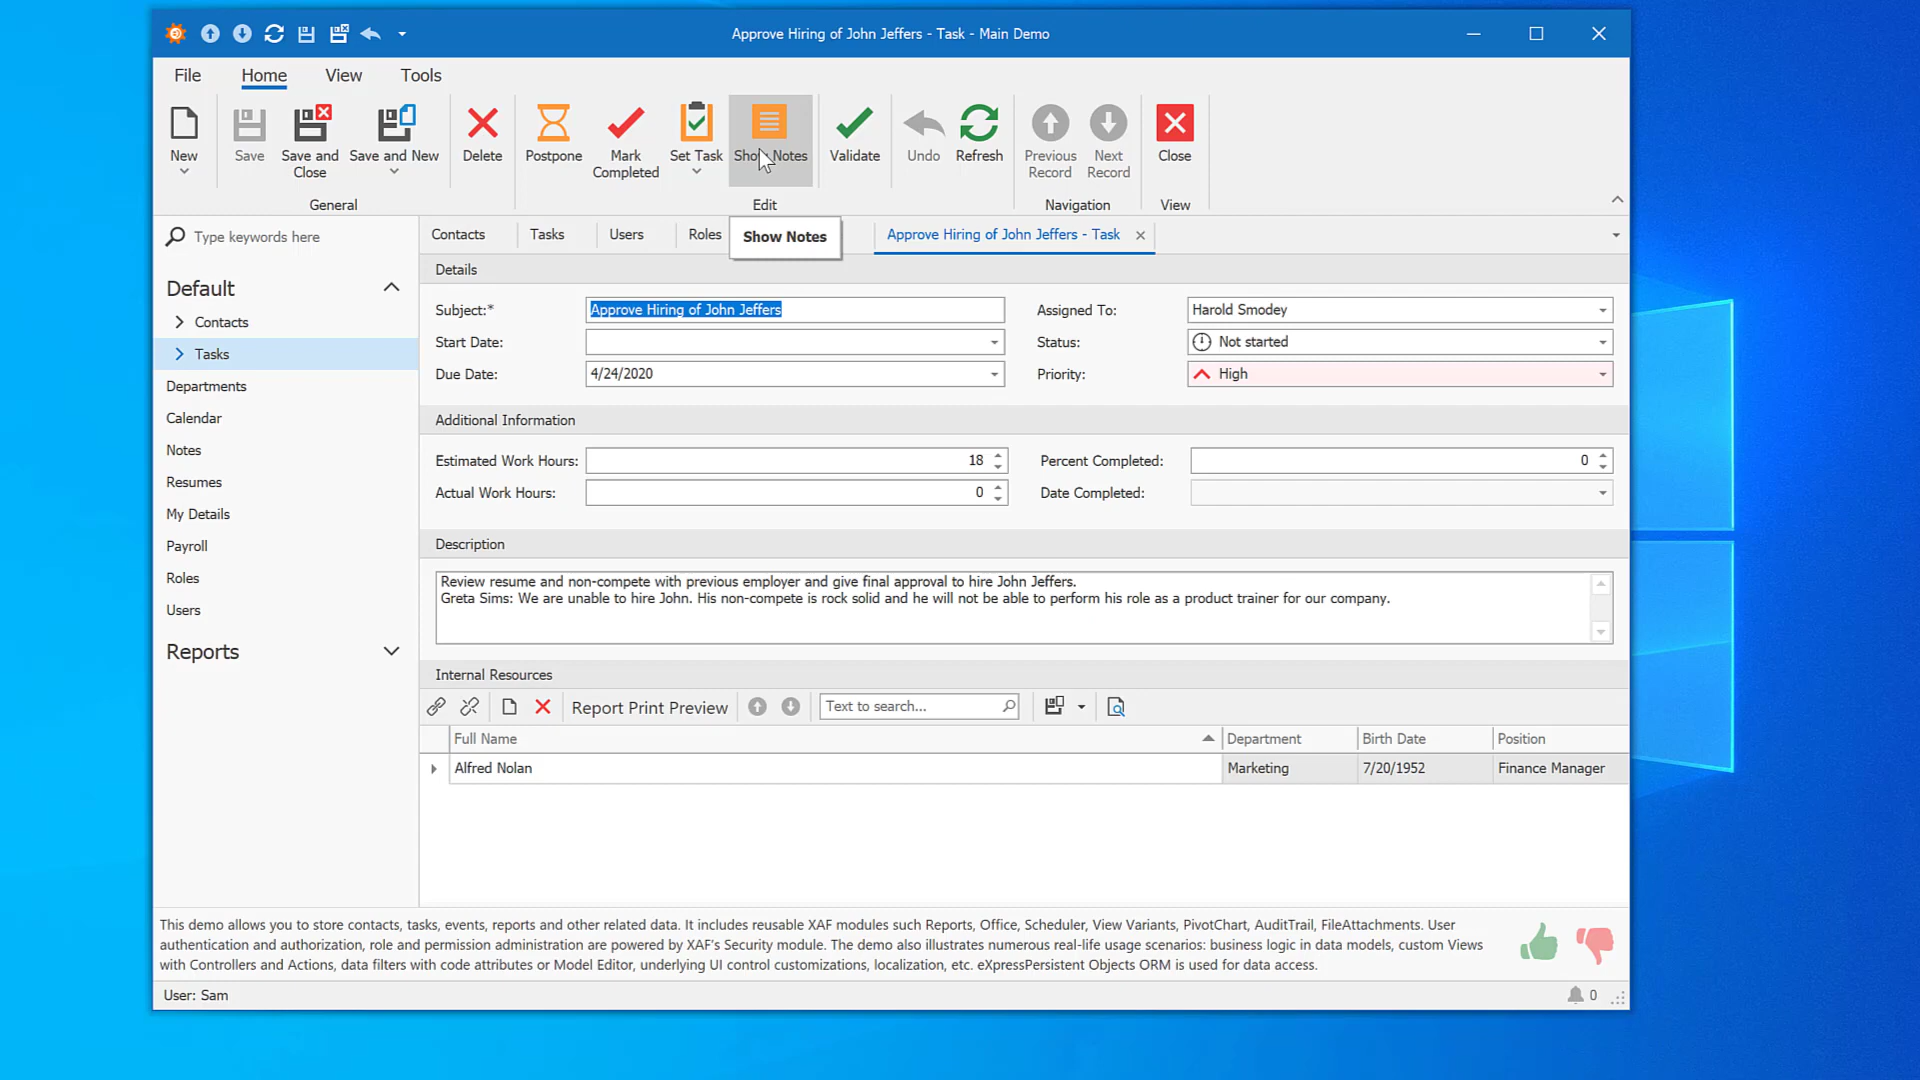 Approve Hiring of John Jeffers - Task - Main Demo
File Home View Tools
New Save Save and Close Save and New Delete Postpone Mark Completed Set Task Show Notes Validate Undo Refresh Previous Record Next Record Close
General Edit Navigation View
Type keywords here
Default
Contacts
Tasks
Departments
Calendar
Notes
Resumes
My Details
Payroll
Roles
Users
Reports
Contacts Tasks Users Roles Show Notes Approve Hiring of John Jeffers - Task
Details
Subject:* Approve Hiring of John Jeffers Assigned To: Harold Smodey
Start Date: Status: Not started
Due Date: 4/24/2020 Priority: High
Additional Information
Estimated Work Hours: 18 Percent Completed: 0
Actual Work Hours: 0 Date Completed:
Description
Review resume and non-compete with previous employer and give final approval to hire John Jeffers.
Greta Sims: We are unable to hire John. His non-compete is rock solid and he will not be able to perform his role as a product trainer for our company.
Internal Resources
Report Print Preview Text to search...
Full Name Department Birth Date Position
Alfred Nolan Marketing 7/20/1952 Finance Manager
This demo allows you to store contacts, tasks, events, reports and other related data. It includes reusable XAF modules such Reports, Office, Scheduler, View Variants, PivotChart, AuditTrail, FileAttachments. User
authentication and authorization, role and permission administration are powered by XAF's Security module. The demo also illustrates numerous real-life usage scenarios: business logic in data models, custom Views
with Controllers and Actions, data filters with code attributes or Model Editor, underlying UI control customizations, localization, etc. eXpressPersistent Objects ORM is used for data access.
User: Sam 0